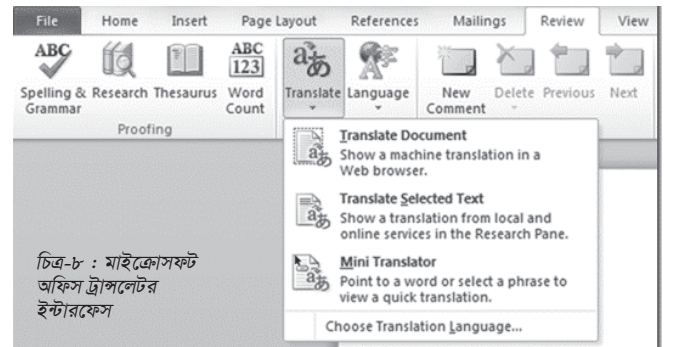 File Home Insert Page Layout References Mailings Review View
ABC ABC
123
Spelling & Research Thesaurus Word Translate Language New Delete Previous Next
Grammar Count Comment
Proofing
Translate Document
Show a machine translation in a
Web browser.
Translate Selected Text
Show a translation from local and
online services in the Research Pane.
Mini Translator
Point to a word or select a phrase to
view a quick translation.
Choose Translation Language...
চিত্র-৮ : মাইক্রোসফট
অফিস ট্রান্সলেটর
ইন্টারফেস